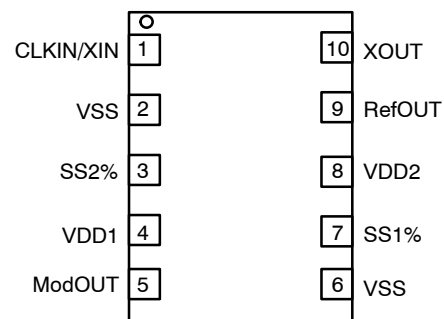 CLKIN/XIN 1 10 XOUT
VSS 2 9 RefOUT
SS2% 3 8 VDD2
VDD1 4 7 SS1%
ModOUT 5 6 VSS